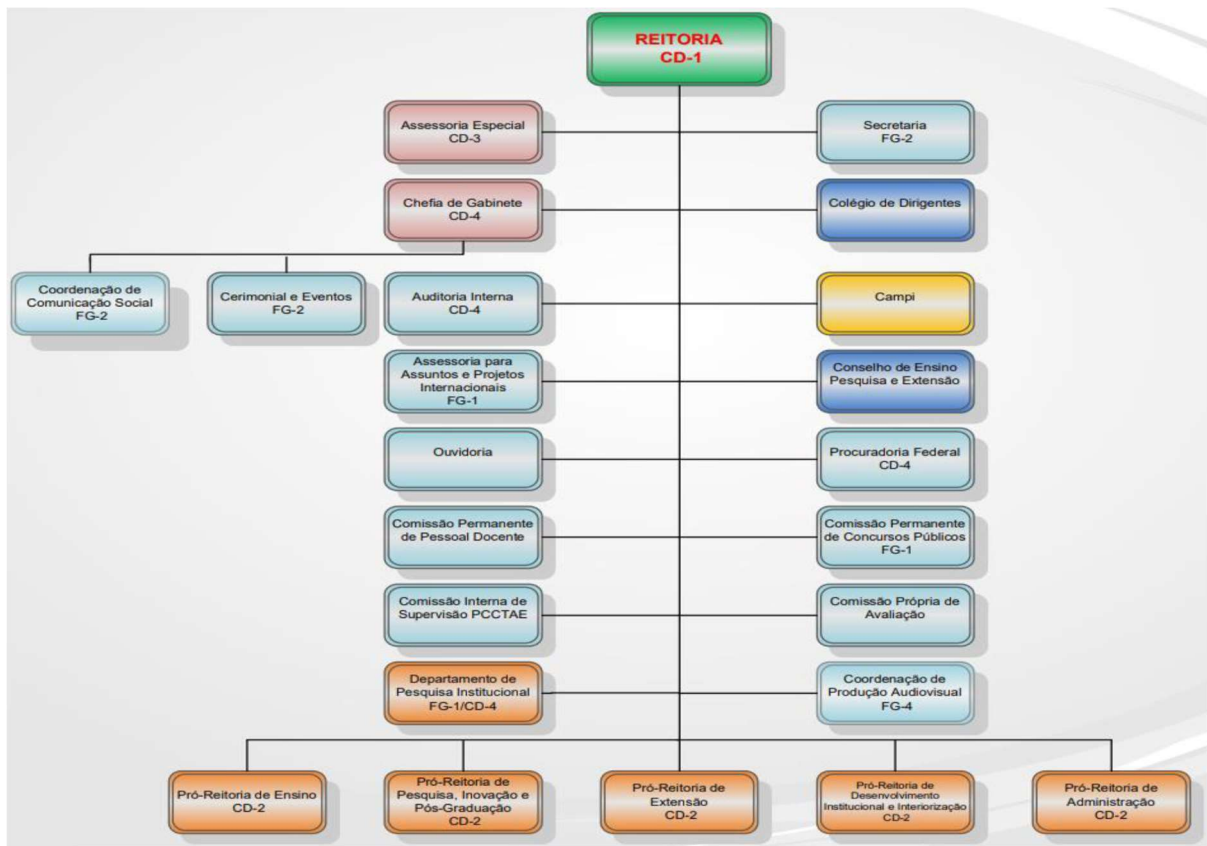 REITORIA
CD-1
Assessoria Especial
CD-3
Secretaria
FG-2
Chefia de Gabinete
CD-4
Colégio de Dirigentes
Coordenação de
Comunicação Social
FG-2
Cerimonial e Eventos
FG-2
Auditoria Interna
CD-4
Campi
Assessoria para
Assuntos e Projetos
Internacionais
FG-1
Conselho de Ensino
Pesquisa e Extensão
Ouvidoria
Procuradoria Federal
CD-4
Comissão Permanente
de Pessoal Docente
Comissão Permanente
de Concursos Públicos
FG-1
Comissão Interna de
Supervisão PCCTAE
Comissão Própria de
Avaliação
Departamento de
Pesquisa Institucional
FG-1/CD-4
Coordenação de
Produção Audiovisual
FG-4
Pró-Reitoria de Ensino
CD-2
Pró-Reitoria de
Pesquisa, Inovação e
Pós-Graduação
CD-2
Pró-Reitoria de
Extensão
CD-2
Pró-Reitoria de
Desenvolvimento
Institucional e Interiorização
CD-2
Pró-Reitoria de
Administração
CD-2